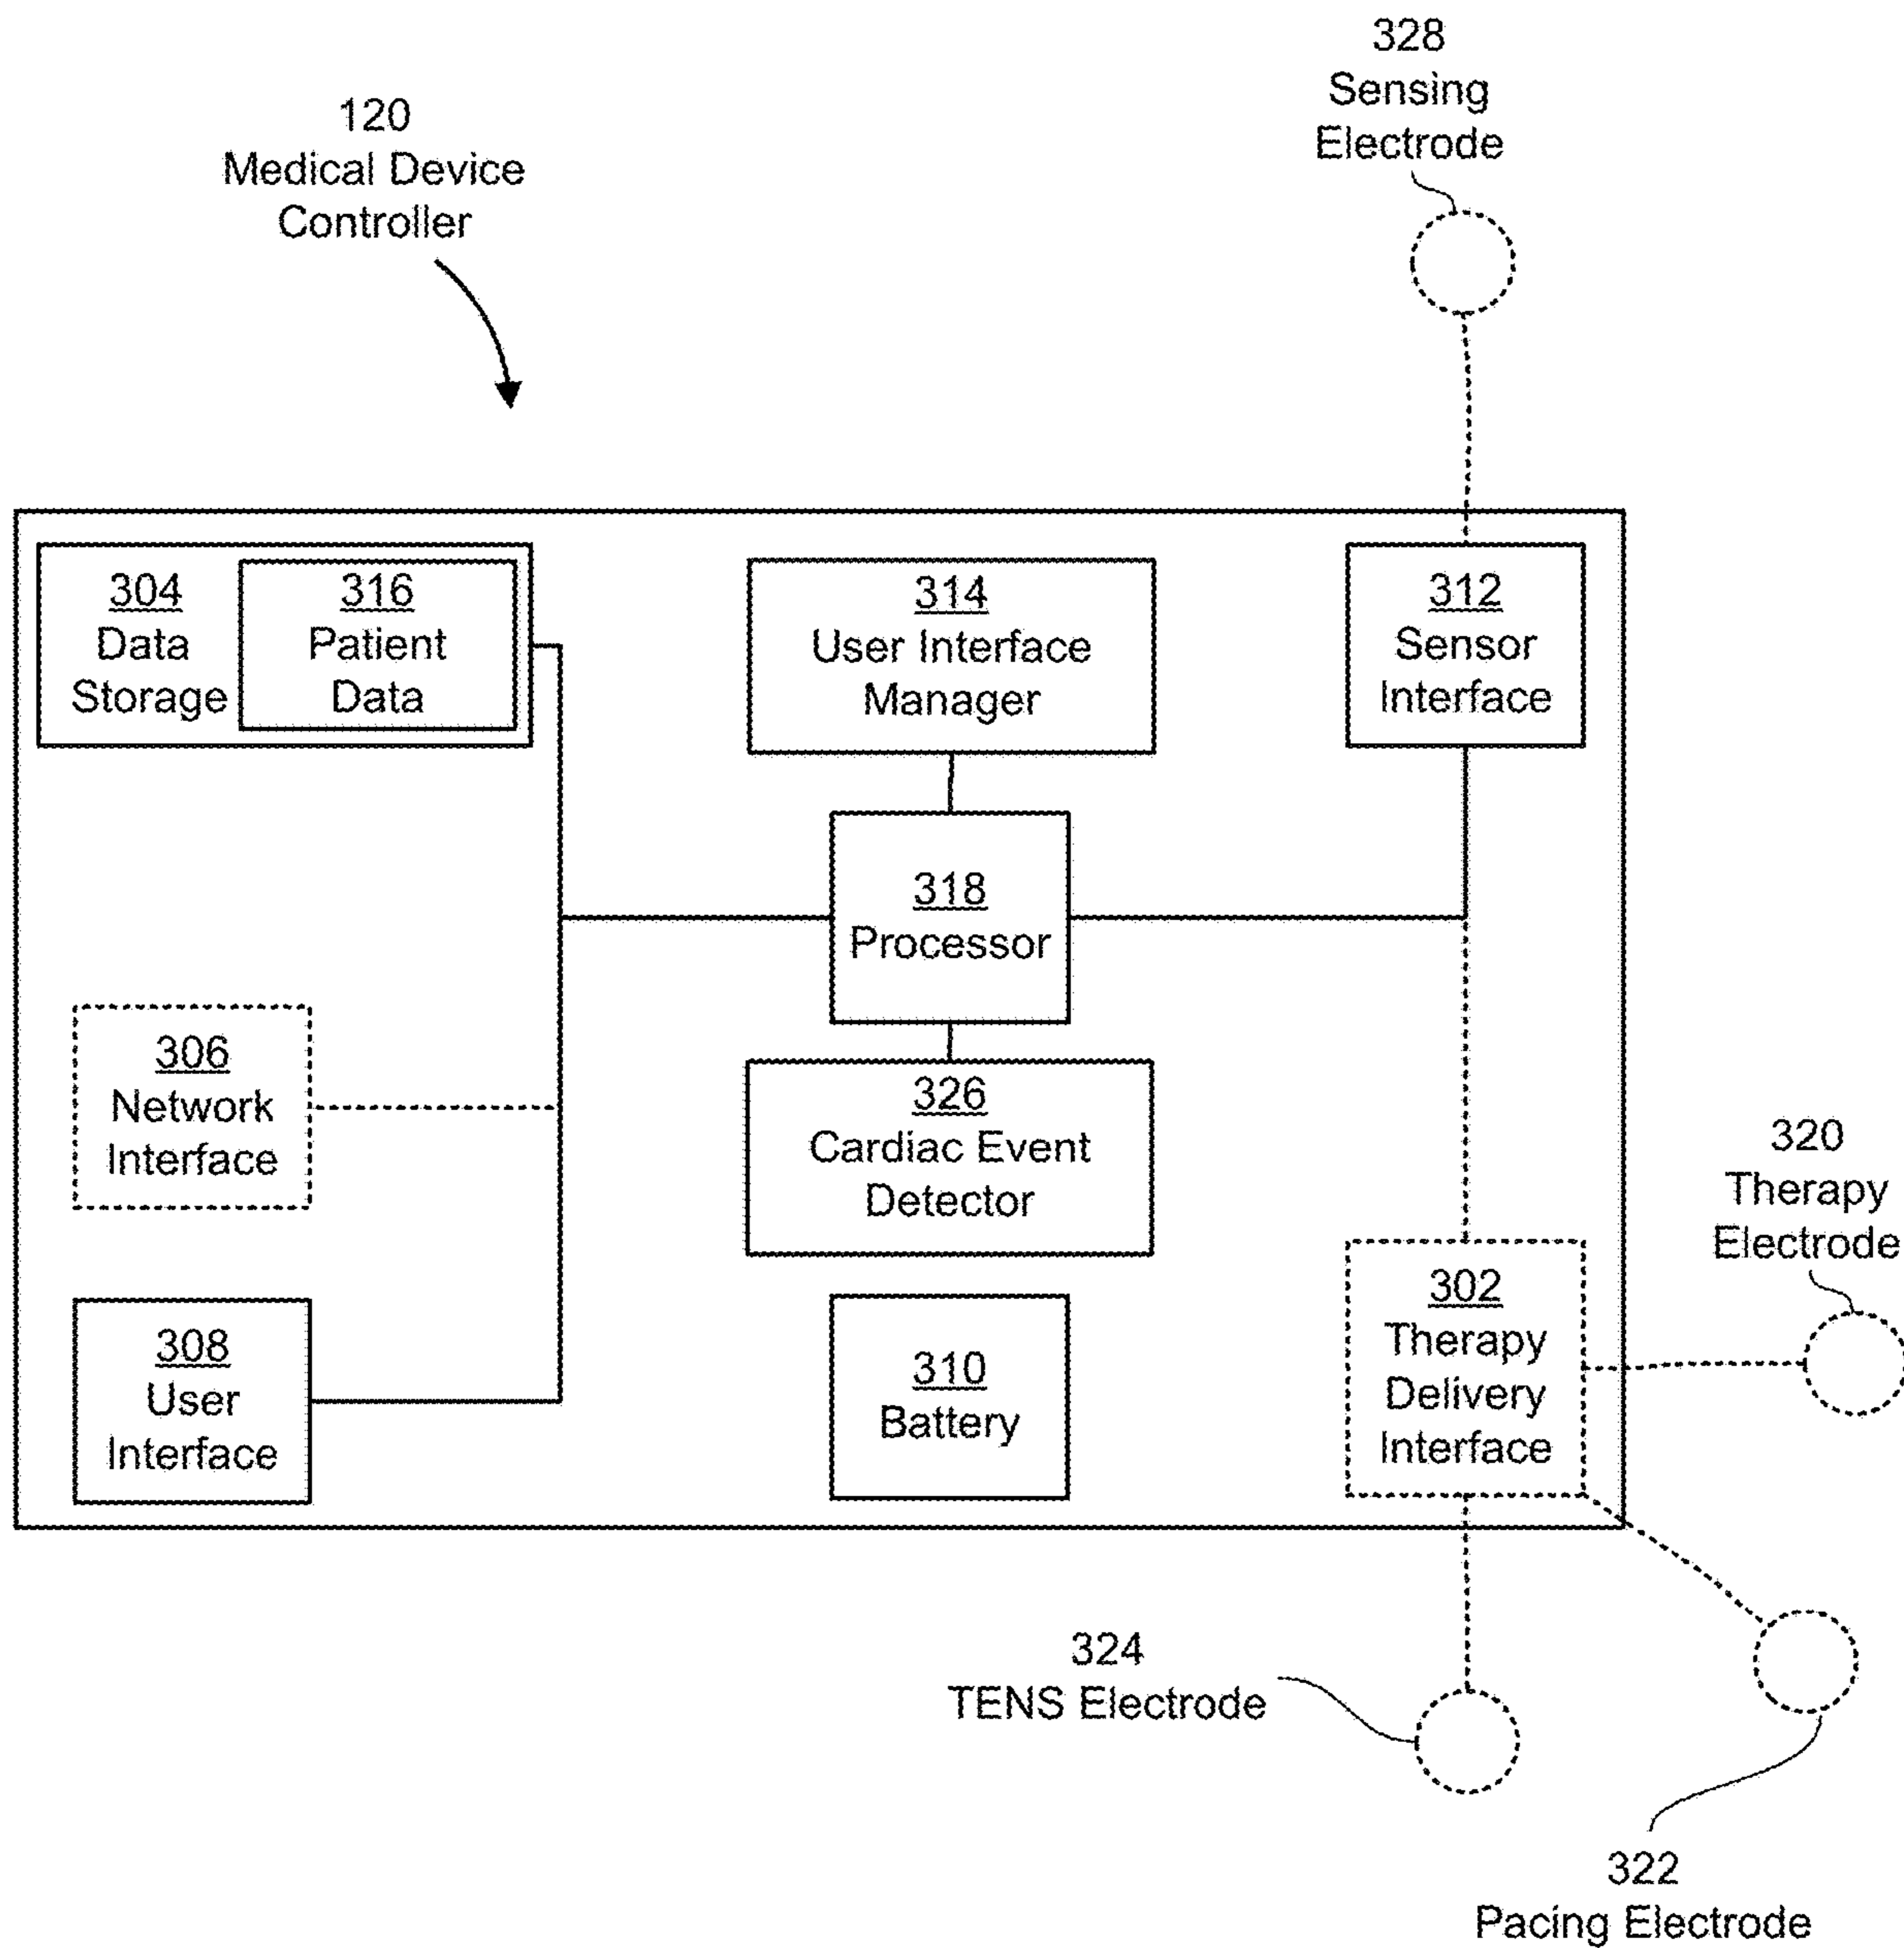 328
Sensing
Electrode
120
Medical Device
Controller
304
Data
Storage
316
Patient
Data
314
User Interface
Manager
312
Sensor
Interface
318
Processor
306
Network
Interface
326
Cardiac Event
Detector
320
Therapy
Electrode
308
User
Interface
310
Battery
302
Therapy
Delivery
Interface
324
TENS Electrode
322
Pacing Electrode